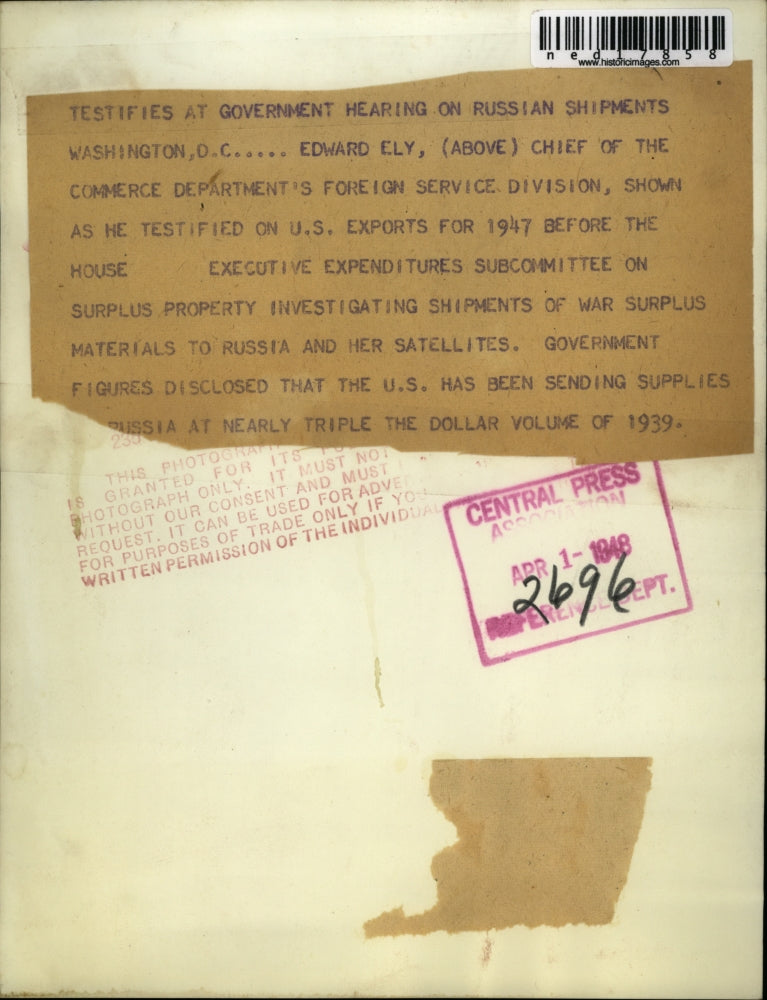 ned17858
www.historicimages.com
TESTIFIES AT GOVERNMENT HEARING ON RUSSIAN SHIPMENTS
WASHINGTON,D.C..... EDWARD ELY, (ABOVE) CHIEF OF THE
COMMERCE DEPARTMENT'S FOREIGN SERVICE DIVISION, SHOWN
AS HE TESTIFIED ON U.S. EXPORTS FOR 1947 BEFORE THE
HOUSE EXECUTIVE EXPENDITURES SUBCOMMITTEE ON
SURPLUS PROPERTY INVESTIGATING SHIPMENTS OF WAR SURPLUS
MATERIALS TO RUSSIA AND HER SATELLITES. GOVERNMENT
FIGURES DISCLOSED THAT THE U.S. HAS BEEN SENDING SUPPLIES
RUSSIA AT NEARLY TRIPLE THE DOLLAR VOLUME OF 1939.
THIS PHOTOGRAPH
IS GRANTED FOR ITS
PHOTOGRAPH ONLY. IT MUST NOT
WITHOUT OUR CONSENT AND MUST
REQUEST. IT CAN BE USED FOR ADVE
FOR PURPOSES OF TRADE ONLY IF YO
WRITTEN PERMISSION OF THE INDIVIDUAL
CENTRAL PRESS
ASSOCIATION
APR 1- 1948
2696
REFERENCE DEPT.